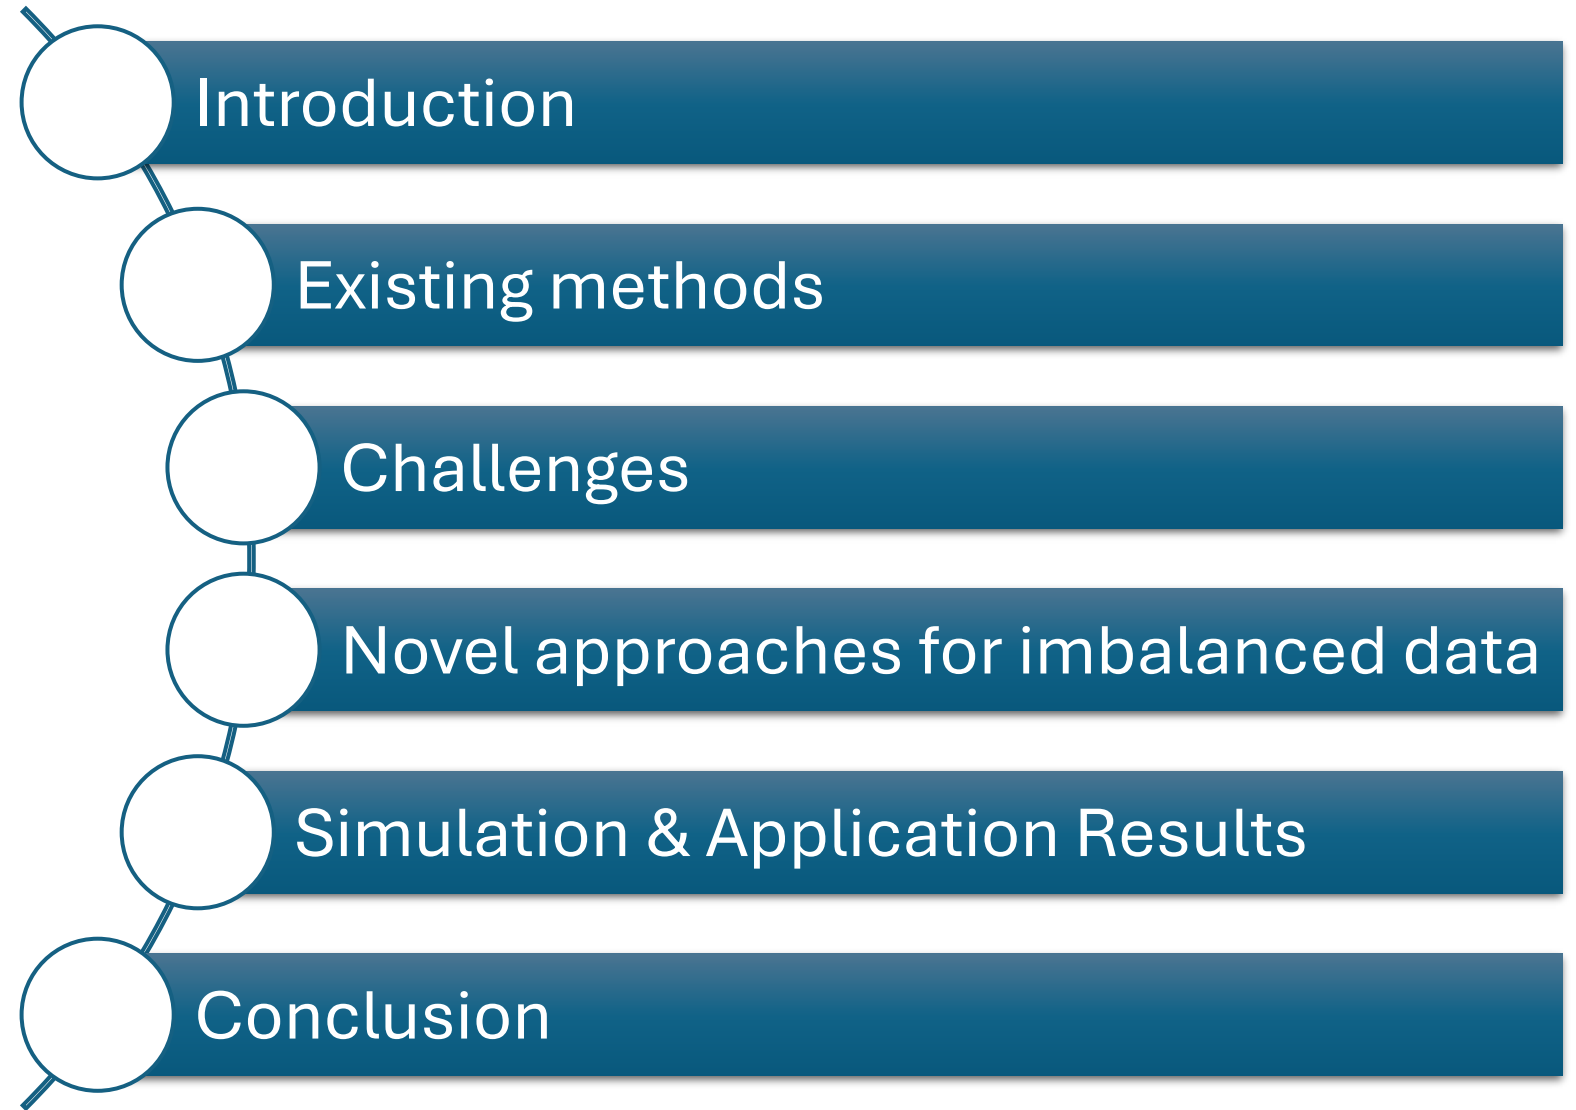 Introduction
Existing methods
Challenges
Novel approaches for imbalanced data
Simulation & Application Results
Conclusion